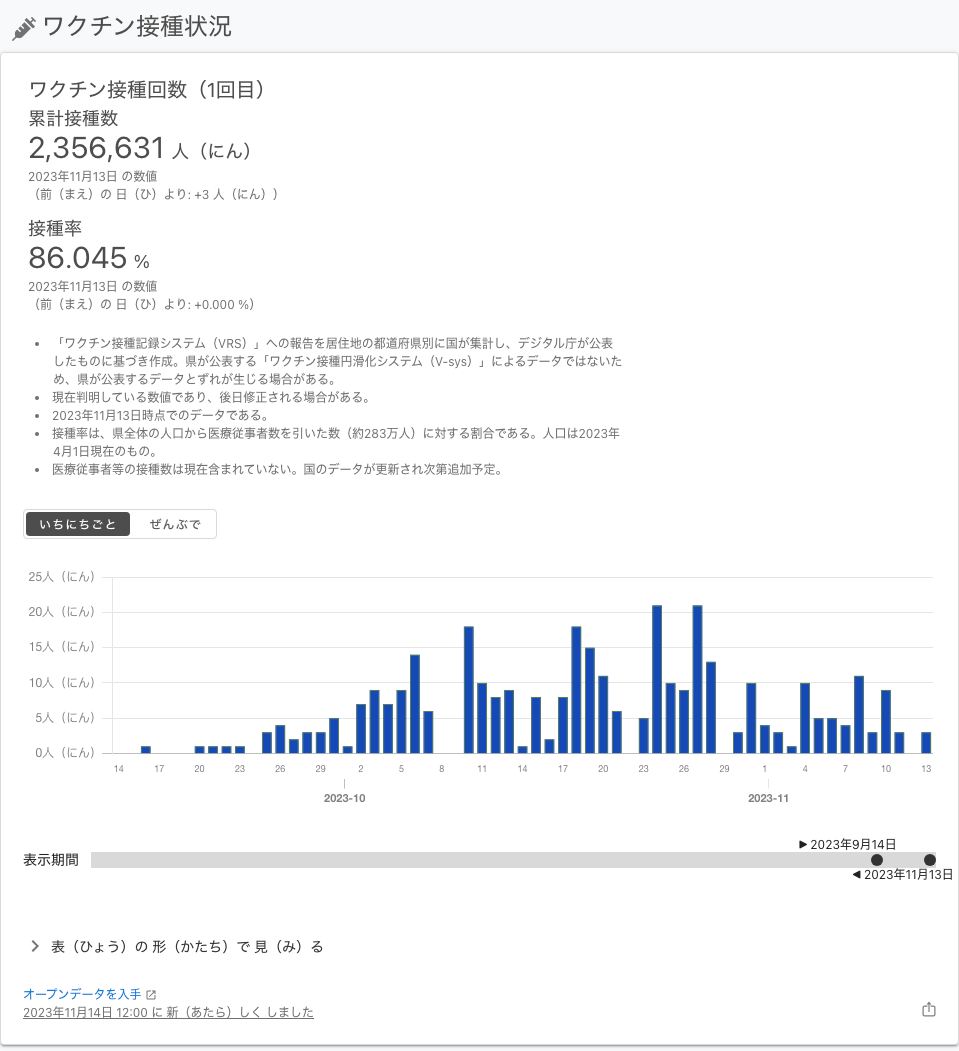 ワクチン接種状況
ワクチン接種回数（1回目）
累計接種数
2,356,631 人（にん）
2023年11月13日 の数値
（前（まえ）の 日（ひ）より: +3 人（にん））
接種率
86.045 %
2023年11月13日 の数値
（前（まえ）の 日（ひ）より: +0.000 %）
• 「ワクチン接種記録システム（VRS）」への報告を居住地の都道府県別に国が集計し、デジタル庁が公表
したものに基づき作成。県が公表する「ワクチン接種円滑化システム（V-sys）」によるデータではないた
め、県が公表するデータとずれが生じる場合がある。
• 現在判明している数値であり、後日修正される場合がある。
• 2023年11月13日時点でのデータである。
• 接種率は、県全体の人口から医療従事者数を引いた数（約283万人）に対する割合である。人口は2023年
4月1日現在のもの。
• 医療従事者等の接種数は現在含まれていない。国のデータが更新され次第追加予定。
いちにちごと ぜんぶで
25人（にん）
20人（にん）
15人（にん）
10人（にん）
5人（にん）
0人（にん）
14 17 20 23 26 29 2 5 8 11 14 17 20 23 26 29 1 4 7 10 13
2023-10 2023-11
▶ 2023年9月14日
表示期間
◀ 2023年11月13日
表（ひょう）の 形（かたち）で 見（み）る
オープンデータを入手
2023年11月14日 12:00 に 新（あたら）しく しました